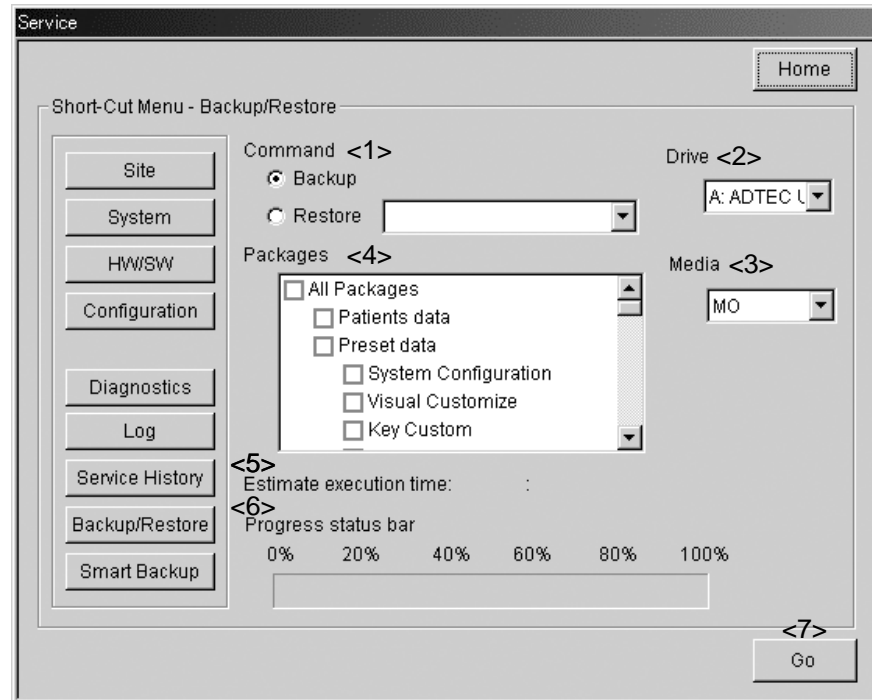 Service
Home
Short-Cut Menu - Backup/Restore
Site
System
HW/SW
Configuration
Diagnostics
Log
Service History
Backup/Restore
Smart Backup
Command <1>
Backup
Restore
Drive <2>
A: ADTEC U
Packages <4>
All Packages
Patients data
Preset data
System Configuration
Visual Customize
Key Custom
Media <3>
MO
<5>
Estimate execution time: :
<6>
Progress status bar
0% 20% 40% 60% 80% 100%
<7>
Go